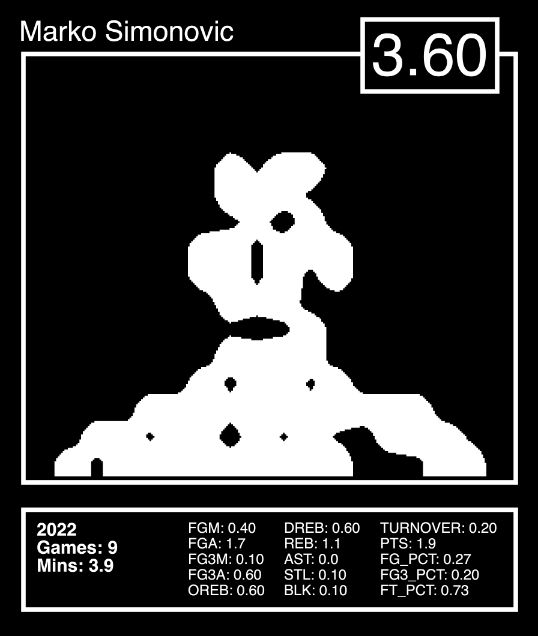 Marko Simonovic
3.60
2022
Games: 9
Mins: 3.9
FGM: 0.40
FGA: 1.7
FG3M: 0.10
FG3A: 0.60
OREB: 0.60
DREB: 0.60
REB: 1.1
AST: 0.0
STL: 0.10
BLK: 0.10
TURNOVER: 0.20
PTS: 1.9
FG_PCT: 0.27
FG3_PCT: 0.20
FT_PCT: 0.73